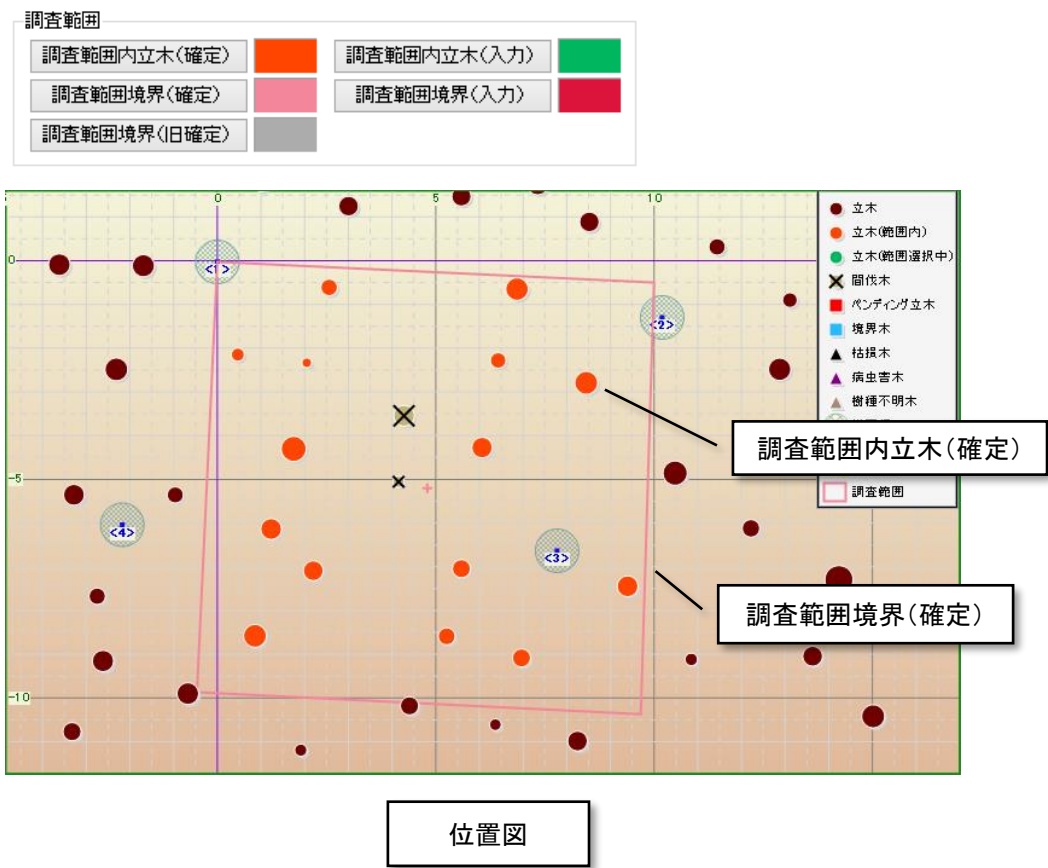 調査範囲
調査範囲内立木(確定)
調査範囲内立木(入力)
調査範囲境界(確定)
調査範囲境界(入力)
調査範囲境界(旧確定)
0
5
10
0
-5
-10
<1>
<2>
<3>
<4>
立木
立木(範囲内)
立木(範囲選択中)
間伐木
ペンディング立木
境界木
枯損木
病虫害木
樹種不明木
調査範囲
調査範囲内立木(確定)
調査範囲境界(確定)
位置図